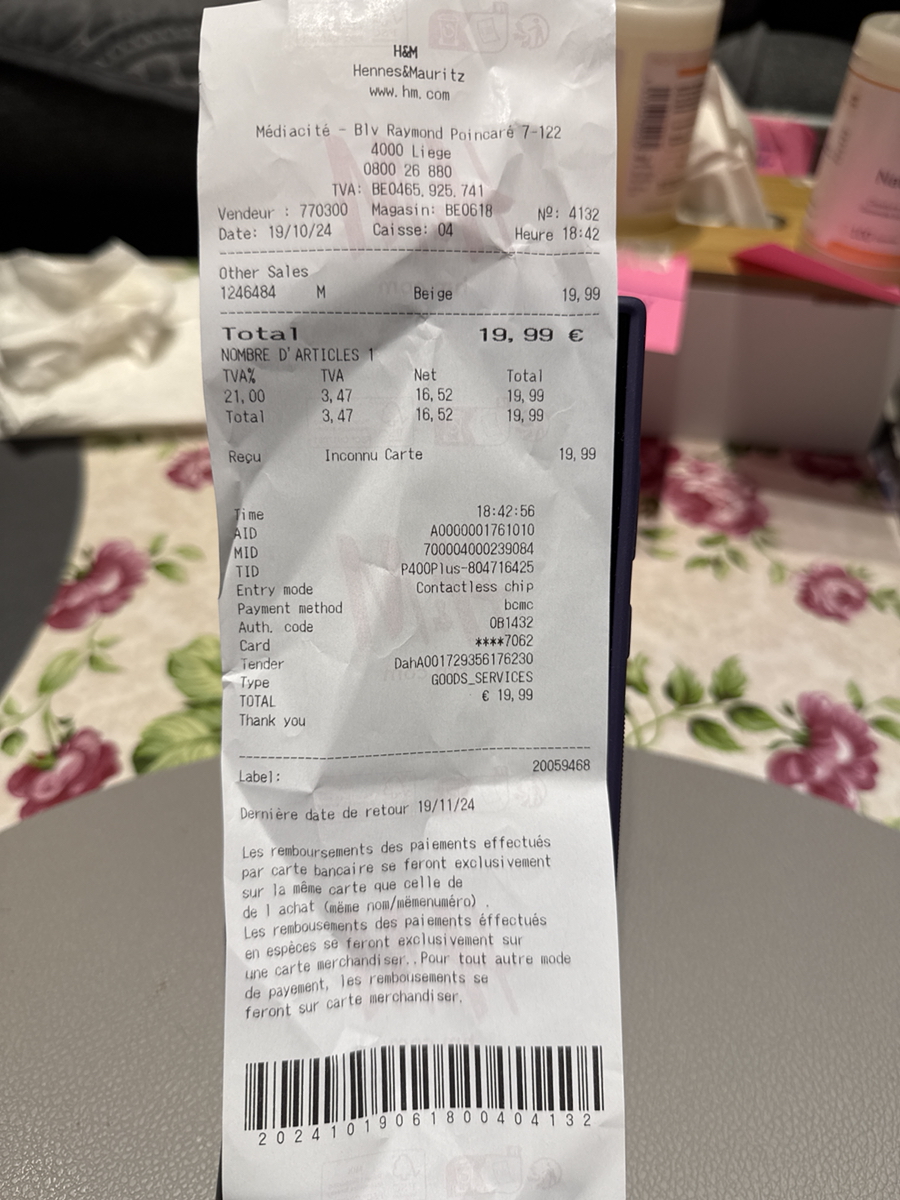 H&M
Hennes&Mauritz
www.hm.com
Médiacité - Blv Raymond Poincaré 7-122
4000 Liege
0800 26 880
TVA: BE0465.925.741
Vendeur : 770300 Magasin: BE0618 Nº: 4132
Date: 19/10/24 Caisse: 04 Heure 18:42
Other Sales
1246484 M Beige 19,99
Total 19,99 €
NOMBRE D'ARTICLES 1
TVA% TVA Net Total
21,00 3,47 16,52 19,99
Total 3,47 16,52 19,99
Reçu Inconnu Carte 19,99
Time 18:42:56
AID A0000001761010
MID 700004000239084
TID P400Plus-804716425
Entry mode Contactless chip
Payment method bcmc
Auth. code 0B1432
Card ****7062
Tender DahA001729356176230
Type GOODS_SERVICES
TOTAL € 19,99
Thank you
Label: 20059468
Dernière date de retour 19/11/24
Les remboursements des paiements effectués
par carte bancaire se feront exclusivement
sur la même carte que celle de
de l achat (même nom/mêmenuméro) .
Les rembousements des paiements éffectués
en espèces se feront exclusivement sur
une carte merchandiser..Pour tout autre mode
de payement, les rembousements se
feront sur carte merchandiser.
20241019061800404132